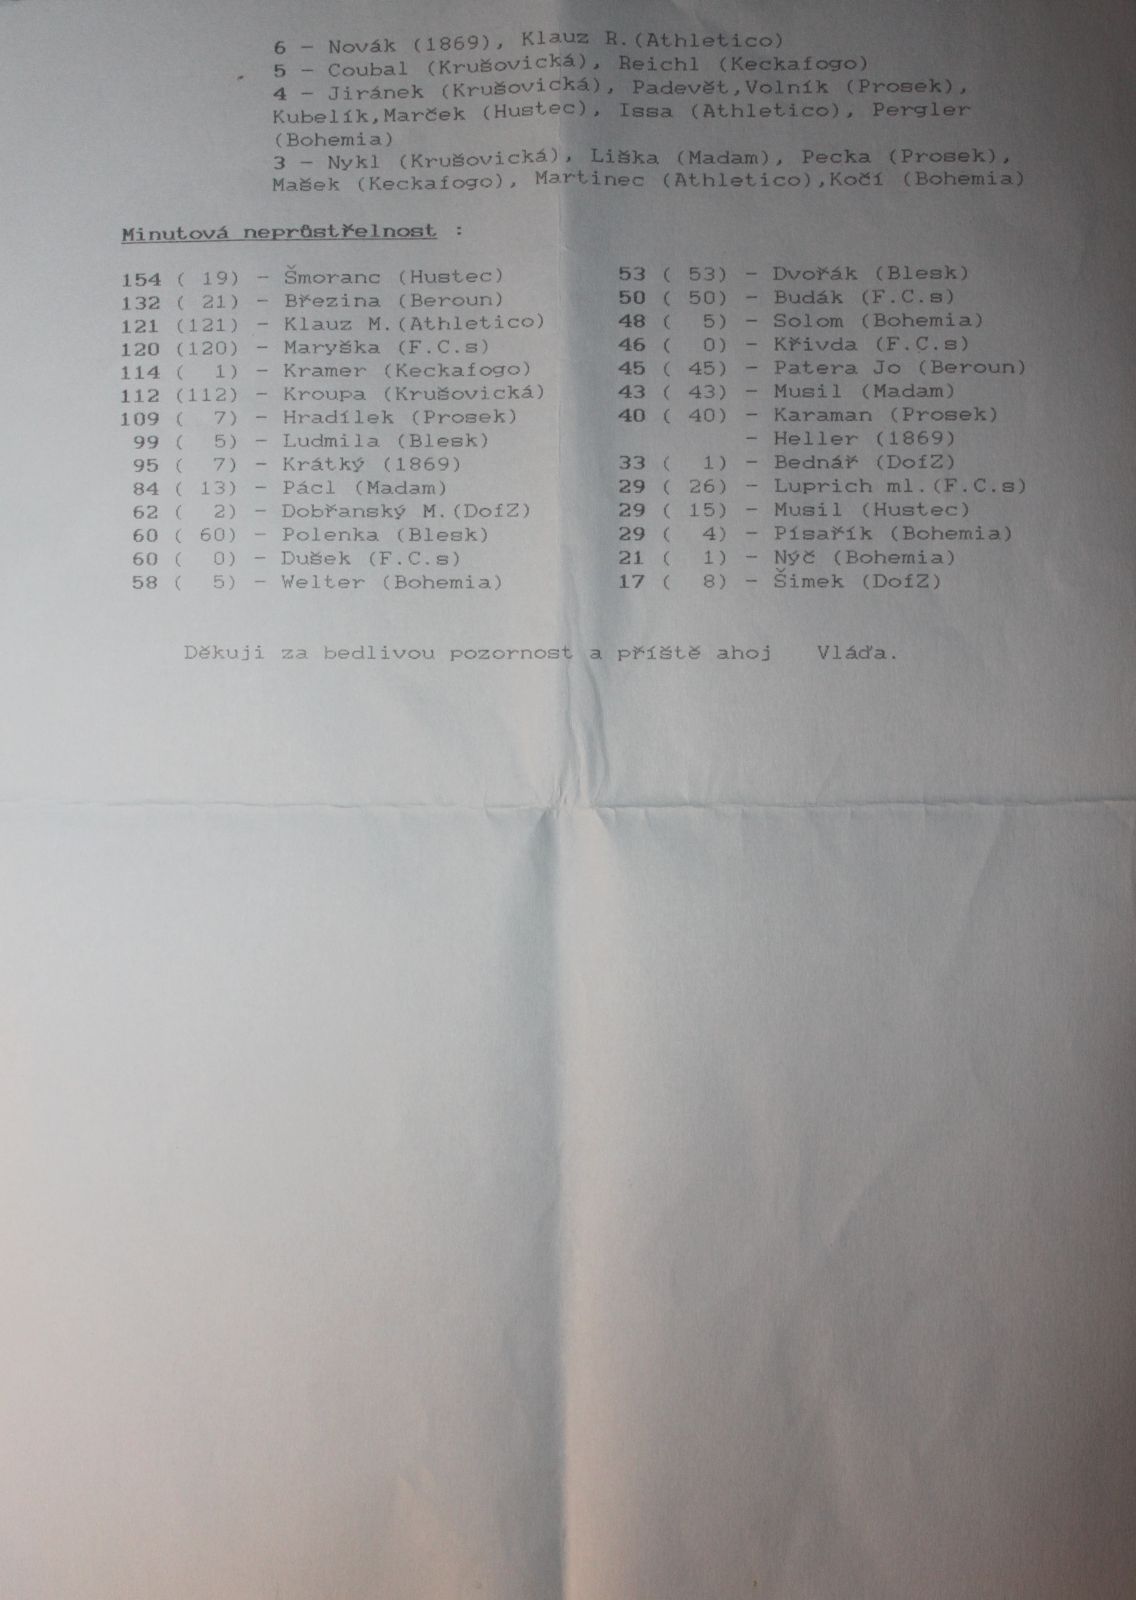 6 - Novák (1869), Klauz R.(Athletico)
5 - Coubal (Krušovická), Reichl (Keckafogo)
4 - Jiránek (Krušovická), Padevět,Volník (Prosek),
Kubelík,Marček (Hustec), Issa (Athletico), Pergler
(Bohemia)
3 - Nykl (Krušovická), Liška (Madam), Pecka (Prosek),
Mašek (Keckafogo), Martinec (Athletico),Kočí (Bohemia)
Minutová neprůstřelnost :
154 ( 19) - Šmoranc (Hustec)
132 ( 21) - Březina (Beroun)
121 (121) - Klauz M.(Athletico)
120 (120) - Maryška (F.C.s)
114 (  1) - Kramer (Keckafogo)
112 (112) - Kroupa (Krušovická)
109 (  7) - Hradílek (Prosek)
99 (  5) - Ludmila (Blesk)
95 (  7) - Krátký (1869)
84 ( 13) - Pácl (Madam)
62 (  2) - Dobřanský M.(DofZ)
60 ( 60) - Polenka (Blesk)
60 (  0) - Dušek (F.C.s)
58 (  5) - Welter (Bohemia)
53 ( 53) - Dvořák (Blesk)
50 ( 50) - Budák (F.C.s)
48 (  5) - Solom (Bohemia)
46 (  0) - Křivda (F.C.s)
45 ( 45) - Patera Jo (Beroun)
43 ( 43) - Musil (Madam)
40 ( 40) - Karaman (Prosek)
- Heller (1869)
33 (  1) - Bednář (DofZ)
29 ( 26) - Luprich ml.(F.C.s)
29 ( 15) - Musil (Hustec)
29 (  4) - Písařík (Bohemia)
21 (  1) - Nýč (Bohemia)
17 (  8) - Šimek (DofZ)
Děkuji za bedlivou pozornost a příště ahoj   Vláďa.